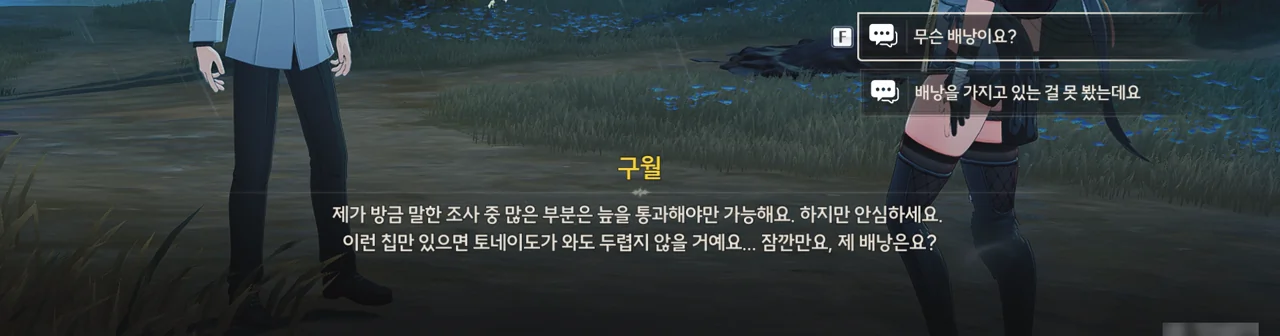 F 무슨 배낭이요?
배낭을 가지고 있는 걸 못 봤는데요
구월
제가 방금 말한 조사 중 많은 부분은 늪을 통과해야만 가능해요. 하지만 안심하세요.
이런 칩만 있으면 토네이도가 와도 두렵지 않을 거예요... 잠깐만요, 제 배낭은요?